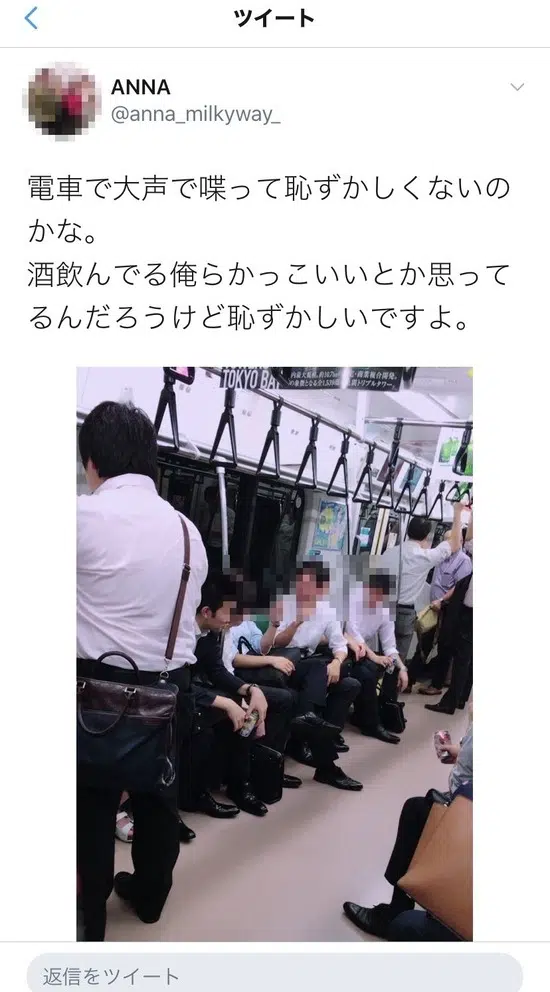 ツイート
ANNA
@anna_milkyway_
電車で大声で喋って恥ずかしくないの
かな。
酒飲んでる俺らかっこいいとか思って
るんだろうけど恥ずかしいですよ。
TOKYO BA
返信をツイート